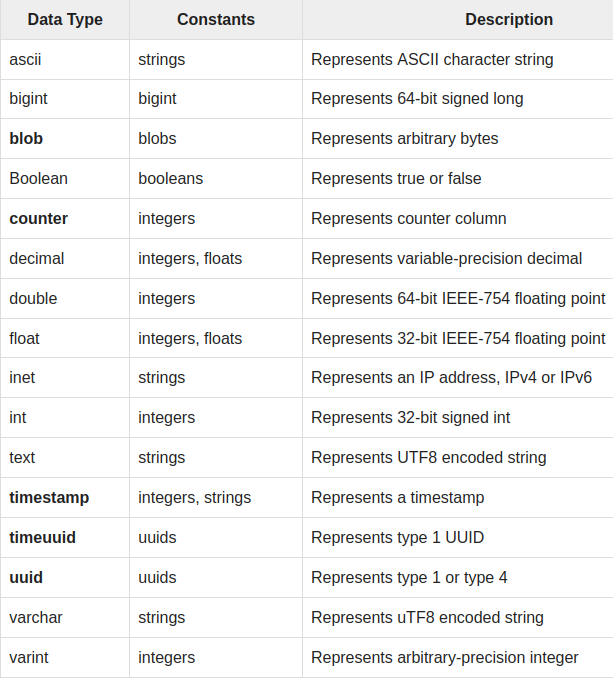 Data Type Constants Description
ascii strings Represents ASCII character string
bigint bigint Represents 64-bit signed long
blob blobs Represents arbitrary bytes
Boolean booleans Represents true or false
counter integers Represents counter column
decimal integers, floats Represents variable-precision decimal
double integers Represents 64-bit IEEE-754 floating point
float integers, floats Represents 32-bit IEEE-754 floating point
inet strings Represents an IP address, IPv4 or IPv6
int integers Represents 32-bit signed int
text strings Represents UTF8 encoded string
timestamp integers, strings Represents a timestamp
timeuuid uuids Represents type 1 UUID
uuid uuids Represents type 1 or type 4
varchar strings Represents uTF8 encoded string
varint integers Represents arbitrary-precision integer